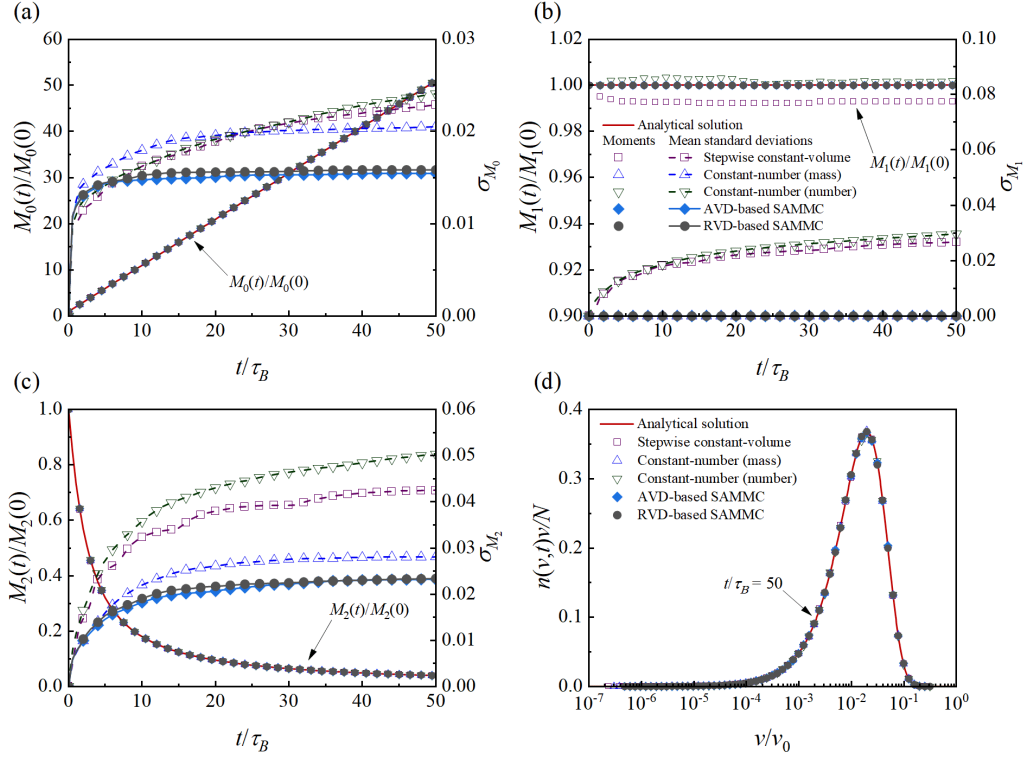 (a)
60
50
40
30
20
10
0
M₀(t)/M₀(0)
0.03
0.02
0.01
0.00
σ_M₀
M₀(t)/M₀(0)
0 10 20 30 40 50
t/τ_B
(b)
1.02
1.00
0.98
0.96
0.94
0.92
0.90
M₁(t)/M₁(0)
0.10
0.08
0.06
0.04
0.02
0.00
σ_M₁
Analytical solution
Moments Mean standard deviations
Stepwise constant-volume
Constant-number (mass)
Constant-number (number)
AVD-based SAMMC
RVD-based SAMMC
M₁(t)/M₁(0)
0 10 20 30 40 50
t/τ_B
(c)
1.0
0.8
0.6
0.4
0.2
0.0
M₂(t)/M₂(0)
0.06
0.05
0.04
0.03
0.02
0.01
0.00
σ_M₂
M₂(t)/M₂(0)
0 10 20 30 40 50
t/τ_B
(d)
0.4
0.3
0.2
0.1
0.0
n(v,t)v/N
Analytical solution
Stepwise constant-volume
Constant-number (mass)
Constant-number (number)
AVD-based SAMMC
RVD-based SAMMC
t/τ_B = 50
10⁻⁷ 10⁻⁶ 10⁻⁵ 10⁻⁴ 10⁻³ 10⁻² 10⁻¹ 10⁰
v/v₀